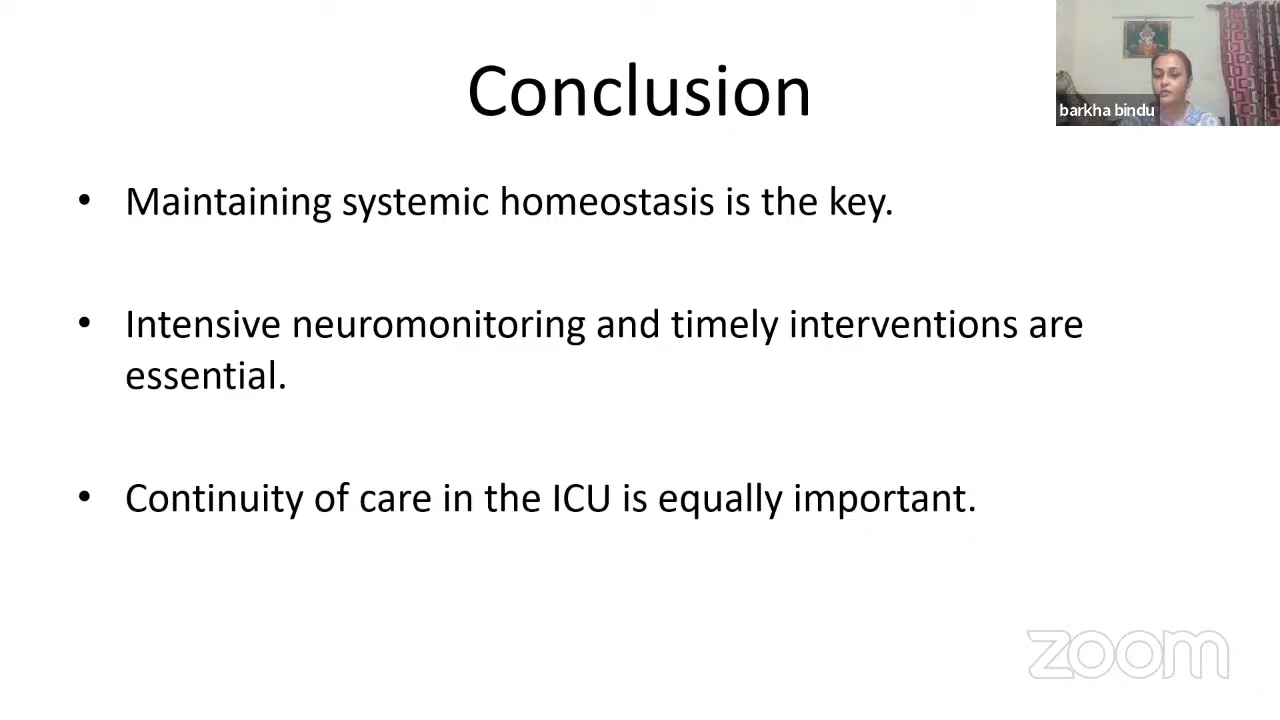 Conclusion
barkha bindu
• Maintaining systemic homeostasis is the key.
• Intensive neuromonitoring and timely interventions are
essential.
• Continuity of care in the ICU is equally important.
zoom